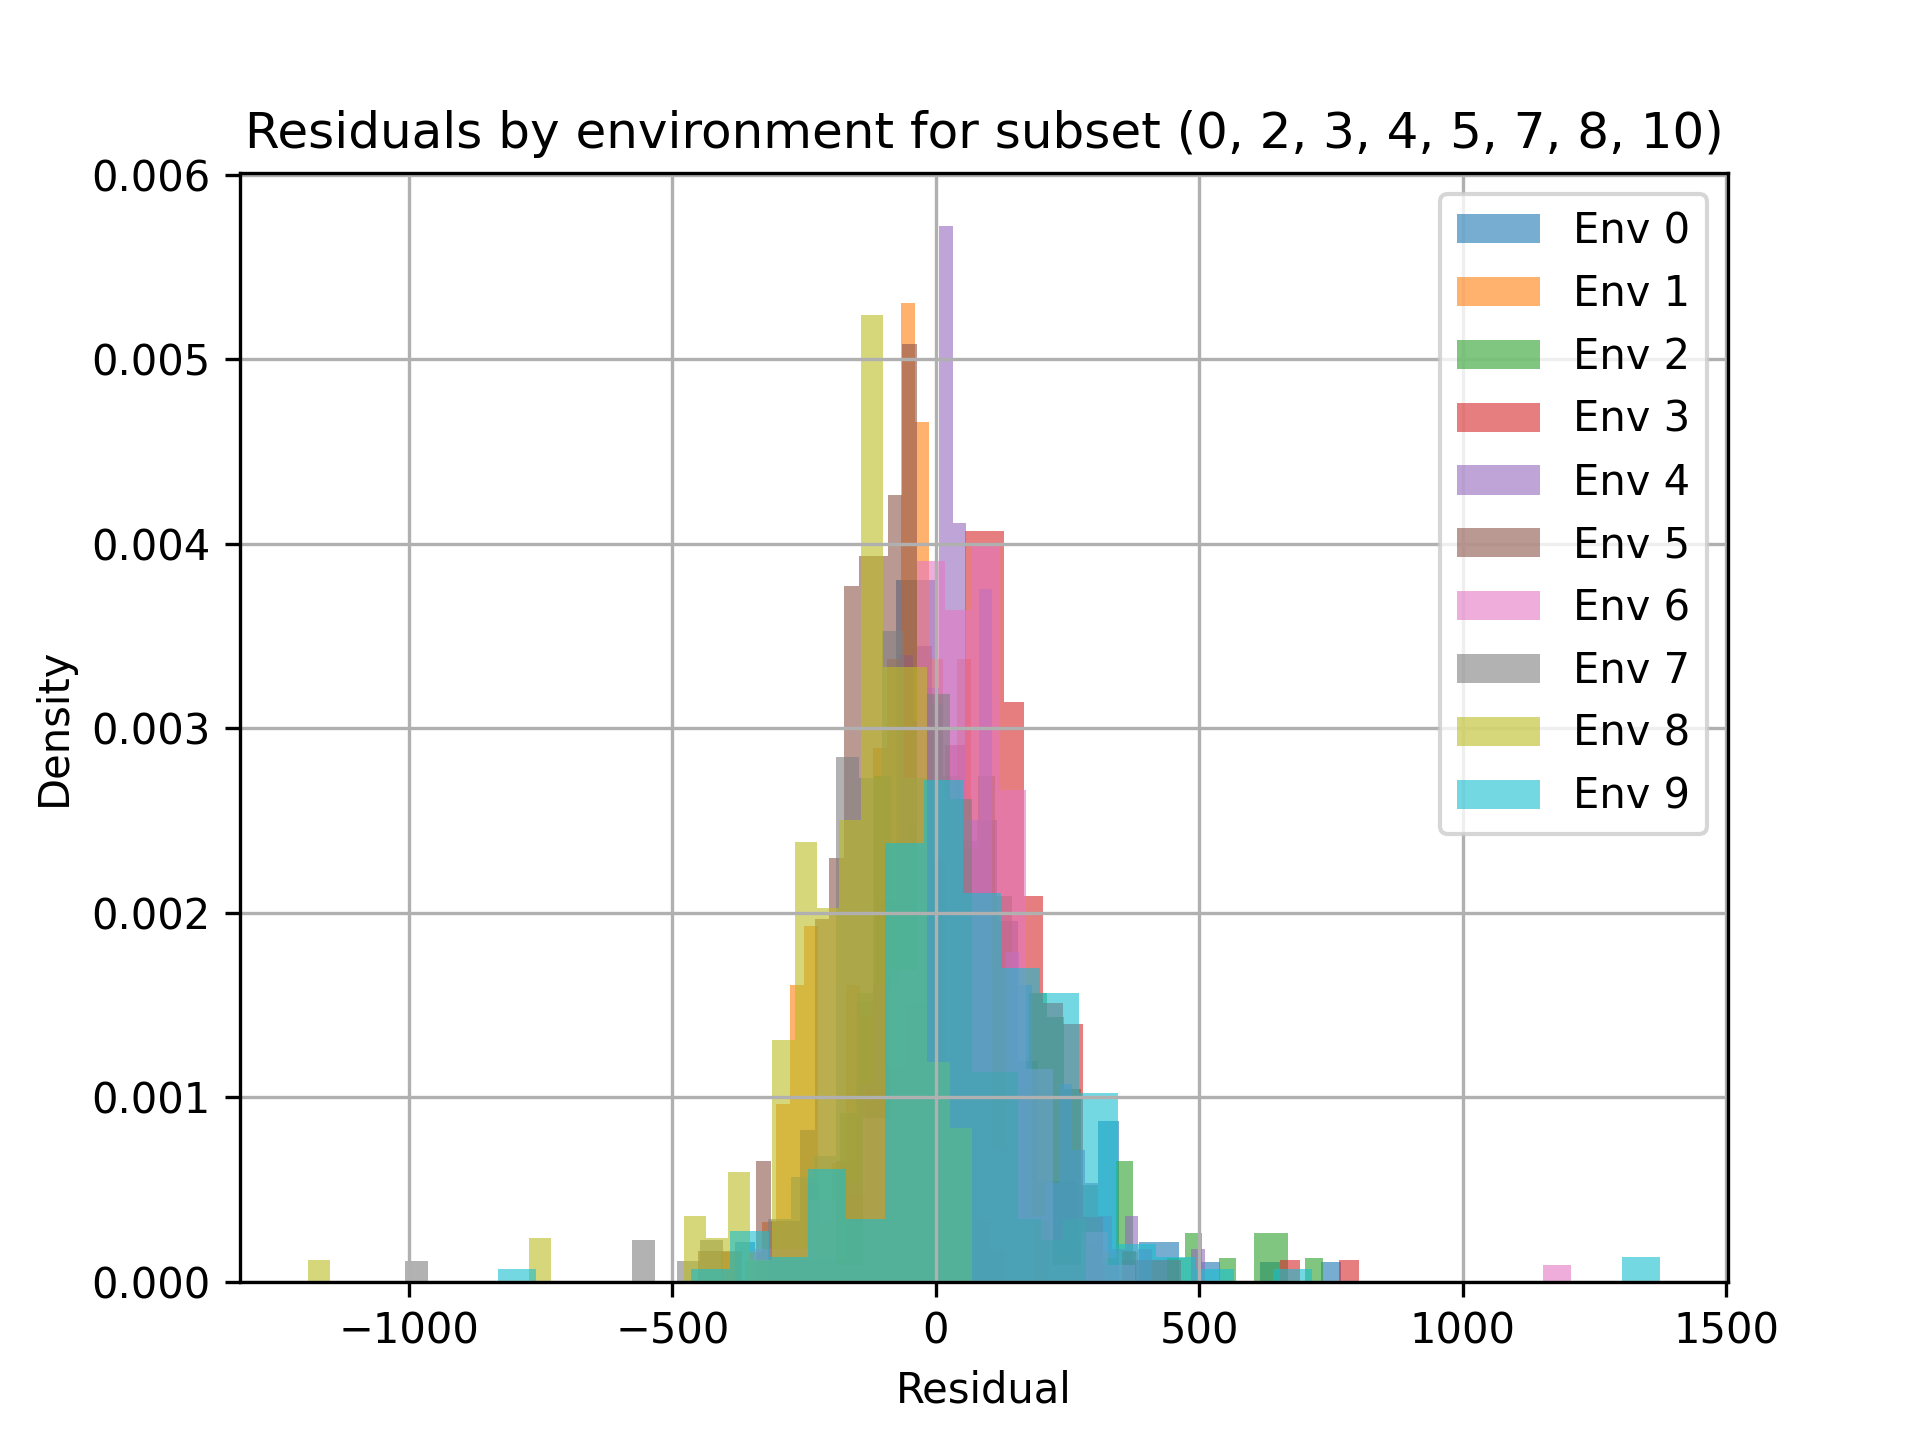 Residuals by environment for subset (0, 2, 3, 4, 5, 7, 8, 10)
0.006
0.005
0.004
0.003
0.002
0.001
0.000
Density
Env 0
Env 1
Env 2
Env 3
Env 4
Env 5
Env 6
Env 7
Env 8
Env 9
−1000 −500 0 500 1000 1500
Residual